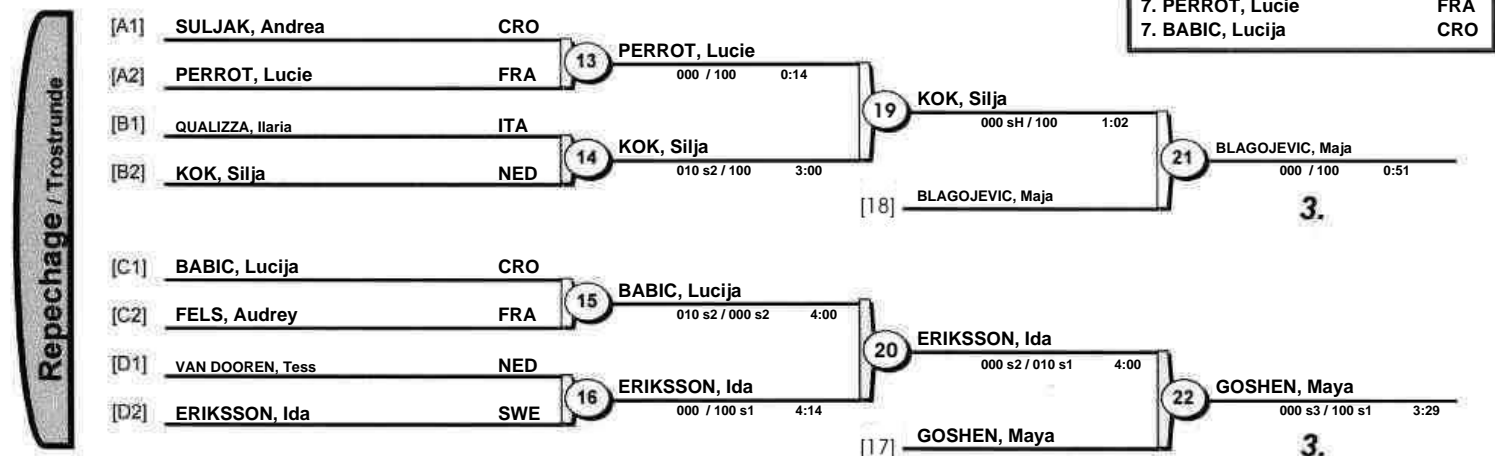 7. PERROT, Lucie FRA
7. BABIC, Lucija CRO
Repechage / Trostrunde
[A1] SULJAK, Andrea CRO
13 PERROT, Lucie
000 / 100 0:14
[A2] PERROT, Lucie FRA
19 KOK, Silja
000 sH / 100 1:02
[B1] QUALIZZA, Ilaria ITA
14 KOK, Silja
010 s2 / 100 3:00
[B2] KOK, Silja NED
21 BLAGOJEVIC, Maja
000 / 100 0:51
[18] BLAGOJEVIC, Maja
3.
[C1] BABIC, Lucija CRO
15 BABIC, Lucija
010 s2 / 000 s2 4:00
[C2] FELS, Audrey FRA
20 ERIKSSON, Ida
000 s2 / 010 s1 4:00
[D1] VAN DOOREN, Tess NED
16 ERIKSSON, Ida
000 / 100 s1 4:14
[D2] ERIKSSON, Ida SWE
22 GOSHEN, Maya
000 s3 / 100 s1 3:29
[17] GOSHEN, Maya
3.